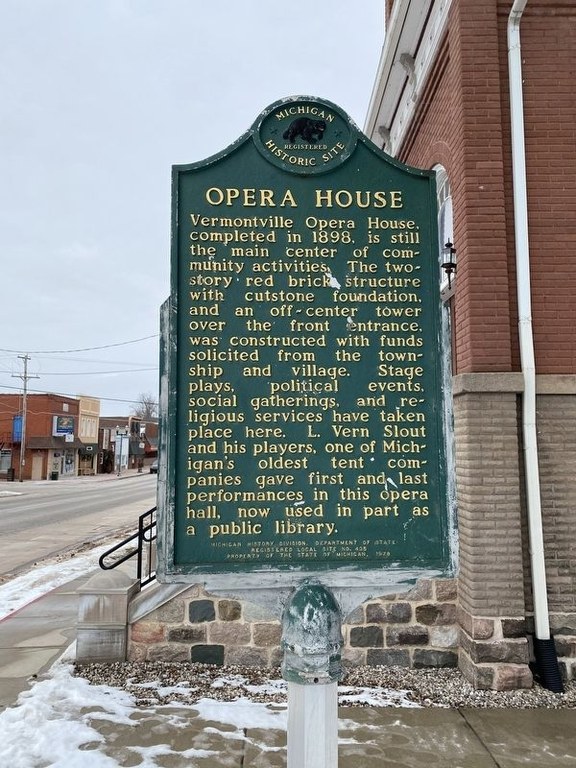 MICHIGAN
REGISTERED
HISTORIC SITE
OPERA HOUSE
Vermontville Opera House,
completed in 1898, is still
the main center of com-
munity activities. The two-
story red brick structure
with cutstone foundation,
and an off-center tower
over the front entrance,
was constructed with funds
solicited from the town-
ship and village. Stage
plays, political events,
social gatherings, and re-
ligious services have taken
place here. L. Vern Slout
and his players, one of Mich-
igan's oldest tent com-
panies gave first and last
performances in this opera
hall, now used in part as
a public library.
MICHIGAN HISTORY DIVISION, DEPARTMENT OF STATE
REGISTERED LOCAL SITE NO.
PROPERTY OF THE STATE OF MICHIGAN,